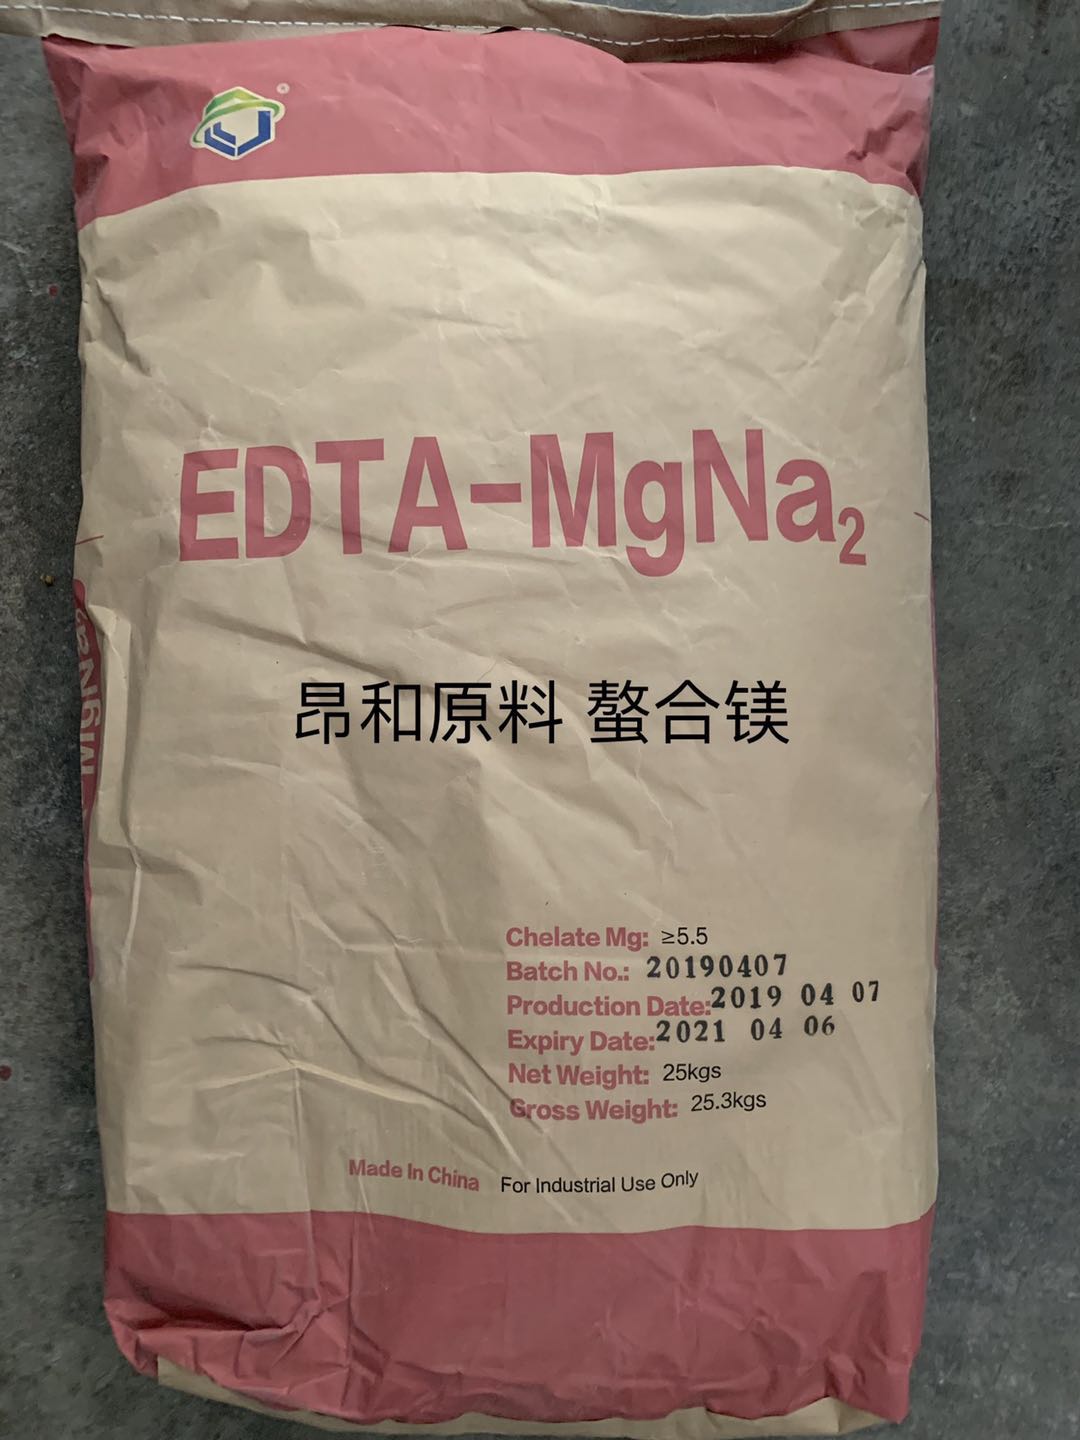 ®
EDTA-MgNa₂
昂和原料 螯合镁
Chelate Mg: ≥5.5
Batch No.: 20190407
Production Date: 2019 04 07
Expiry Date: 2021 04 06
Net Weight: 25kgs
Gross Weight: 25.3kgs
Made In China For Industrial Use Only